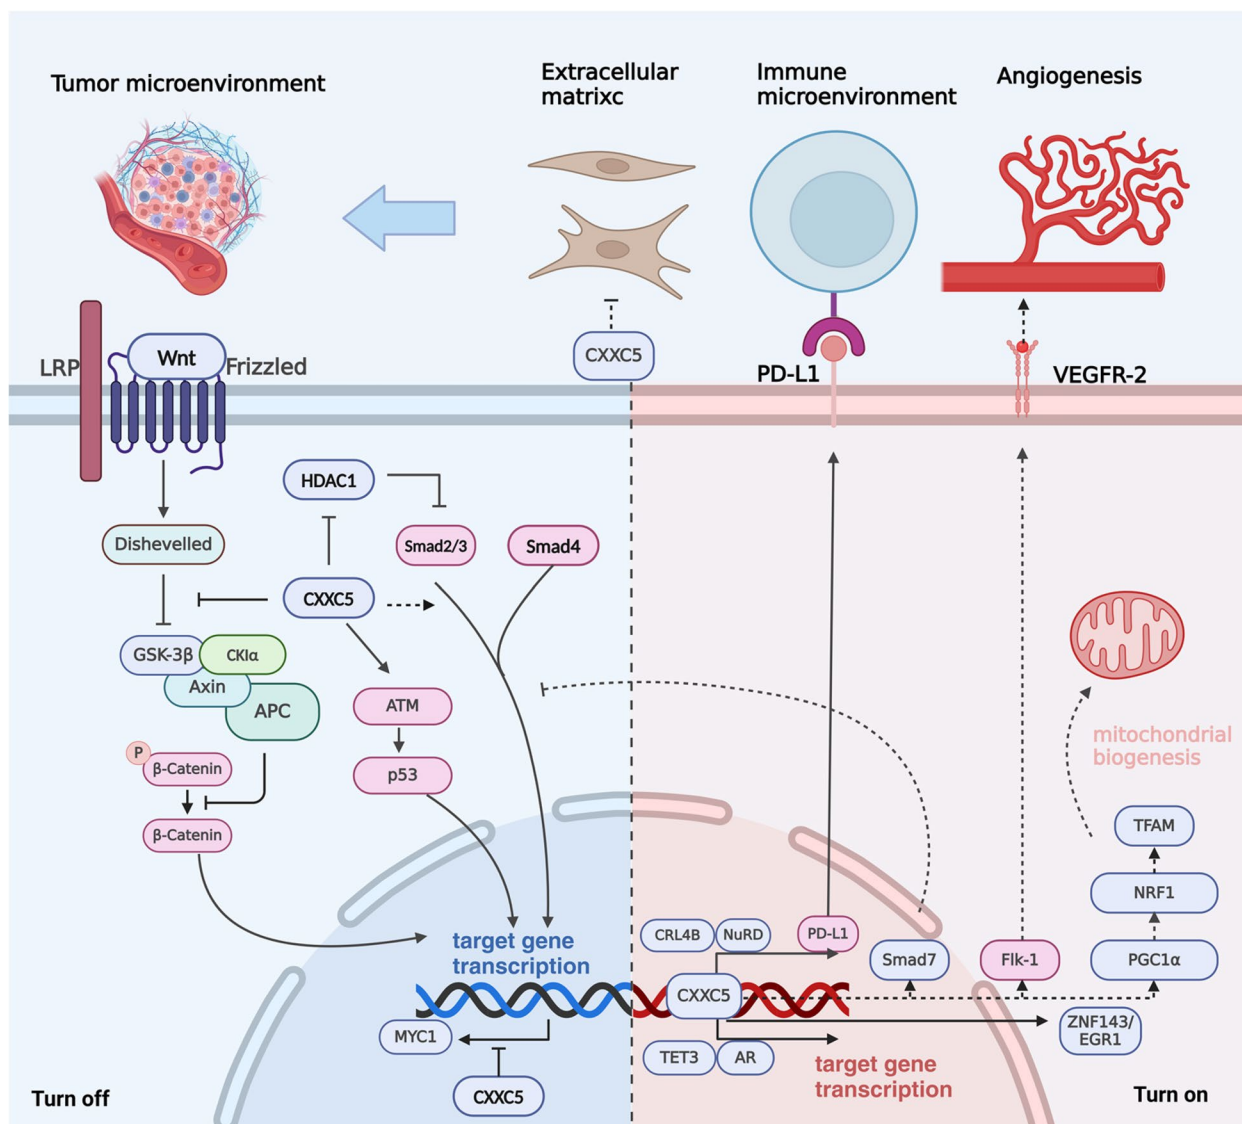 Tumor microenvironment
Extracellular
matrixc
Immune
microenvironment
Angiogenesis
LRP
Wnt
Frizzled
CXXC5
PD-L1
VEGFR-2
HDAC1
Dishevelled
Smad2/3
Smad4
CXXC5
GSK-3β
CKIα
Axin
APC
ATM
P
β-Catenin
p53
β-Catenin
mitochondrial
biogenesis
TFAM
NRF1
target gene
transcription
CRL4B
NuRD
PD-L1
Smad7
Flk-1
PGC1α
CXXC5
MYC1
ZNF143/
EGR1
TET3
AR
target gene
transcription
CXXC5
Turn off
Turn on